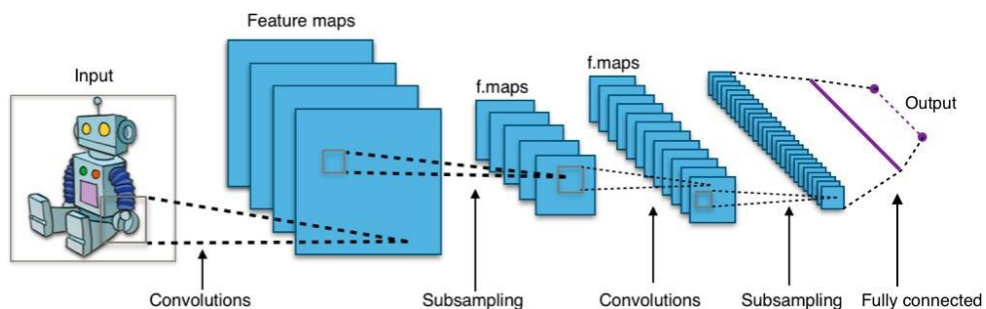 Feature maps
Input
f.maps
f.maps
Output
Convolutions
Subsampling
Convolutions
Subsampling
Fully connected